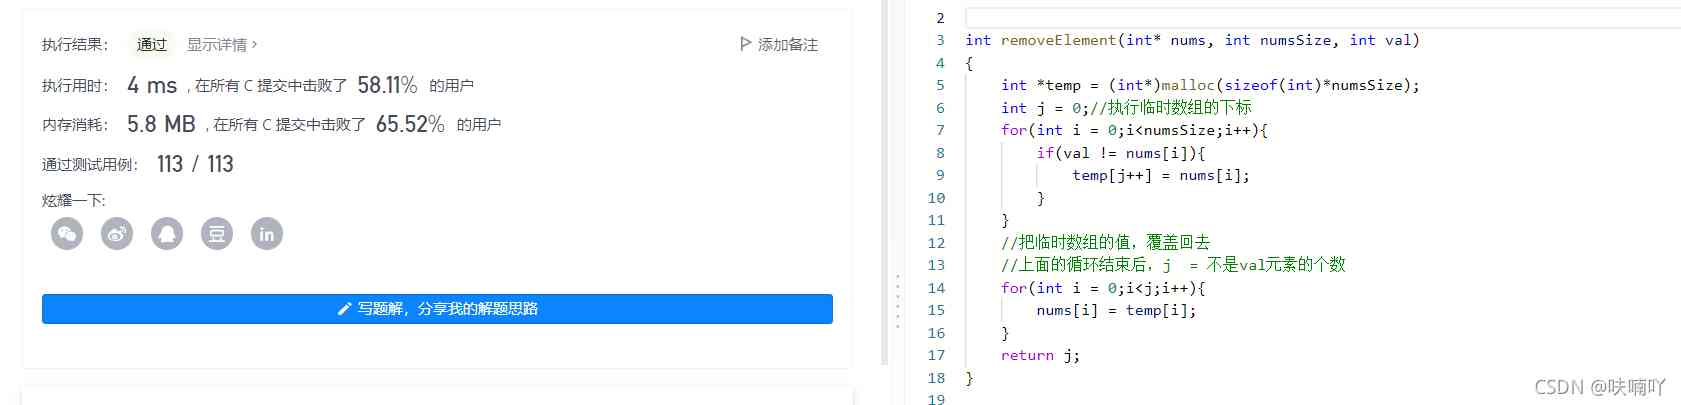 执行结果： 通过 显示详情 › 添加备注
执行用时： 4 ms , 在所有 C 提交中击败了 58.11% 的用户
内存消耗： 5.8 MB , 在所有 C 提交中击败了 65.52% 的用户
通过测试用例： 113 / 113
炫耀一下:
豆
in
写题解，分享我的解题思路
2
3 int removeElement(int* nums, int numsSize, int val)
4 {
5 int *temp = (int*)malloc(sizeof(int)*numsSize);
6 int j = 0;//执行临时数组的下标
7 for(int i = 0;i<numsSize;i++){
8 if(val != nums[i]){
9 temp[j++] = nums[i];
10 }
11 }
12 //把临时数组的值，覆盖回去
13 //上面的循环结束后，j = 不是val元素的个数
14 for(int i = 0;i<j;i++){
15 nums[i] = temp[i];
16 }
17 return j;
18 }
19
CSDN @呋喃吖